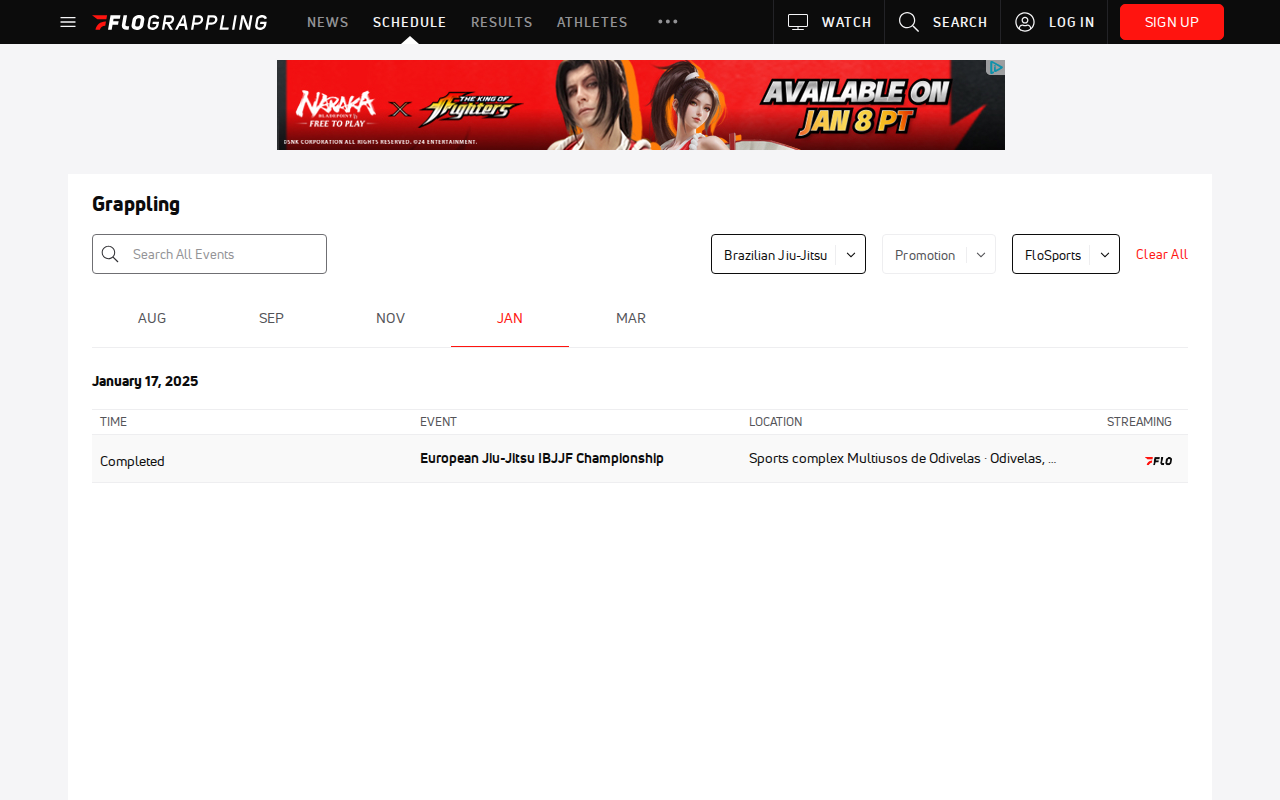 FLOGRAPPLING
NEWS
SCHEDULE
RESULTS
ATHLETES
WATCH
SEARCH
LOG IN
SIGN UP
NARAKA
BLADEPOINT
FREE TO PLAY
X
THE KING OF
Fighters
AVAILABLE ON
JAN 8 PT
OSNK CORPORATION ALL RIGHTS RESERVED. ©24 ENTERTAINMENT.
Grappling
Search All Events
Brazilian Jiu-Jitsu
Promotion
FloSports
Clear All
AUG
SEP
NOV
JAN
MAR
January 17, 2025
TIME
EVENT
LOCATION
STREAMING
Completed
European Jiu-Jitsu IBJJF Championship
Sports complex Multiusos de Odivelas · Odivelas, ...
FLO